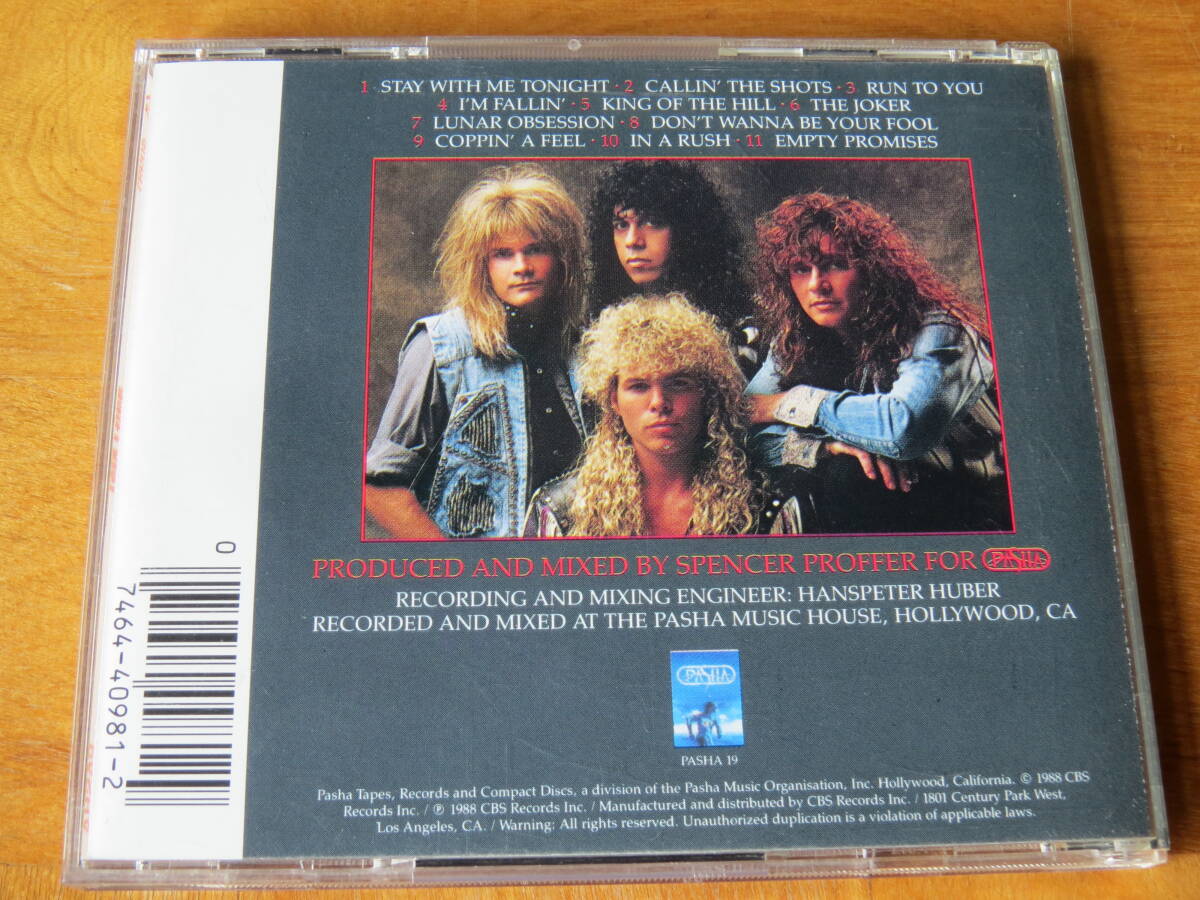 1 STAY WITH ME TONIGHT · 2 CALLIN' THE SHOTS · 3 RUN TO YOU
4 I'M FALLIN' · 5 KING OF THE HILL · 6 THE JOKER
7 LUNAR OBSESSION · 8 DON'T WANNA BE YOUR FOOL
9 COPPIN' A FEEL · 10 IN A RUSH · 11 EMPTY PROMISES
PRODUCED AND MIXED BY SPENCER PROFFER FOR PASHA
RECORDING AND MIXING ENGINEER: HANSPETER HUBER
RECORDED AND MIXED AT THE PASHA MUSIC HOUSE, HOLLYWOOD, CA
PASHA
PASHA 19
Pasha Tapes, Records and Compact Discs, a division of the Pasha Music Organisation, Inc. Hollywood, California. © 1988 CBS
Records Inc. / ℗ 1988 CBS Records Inc. / Manufactured and distributed by CBS Records Inc. / 1801 Century Park West,
Los Angeles, CA. / Warning: All rights reserved. Unauthorized duplication is a violation of applicable laws.
0
7464-40981-2